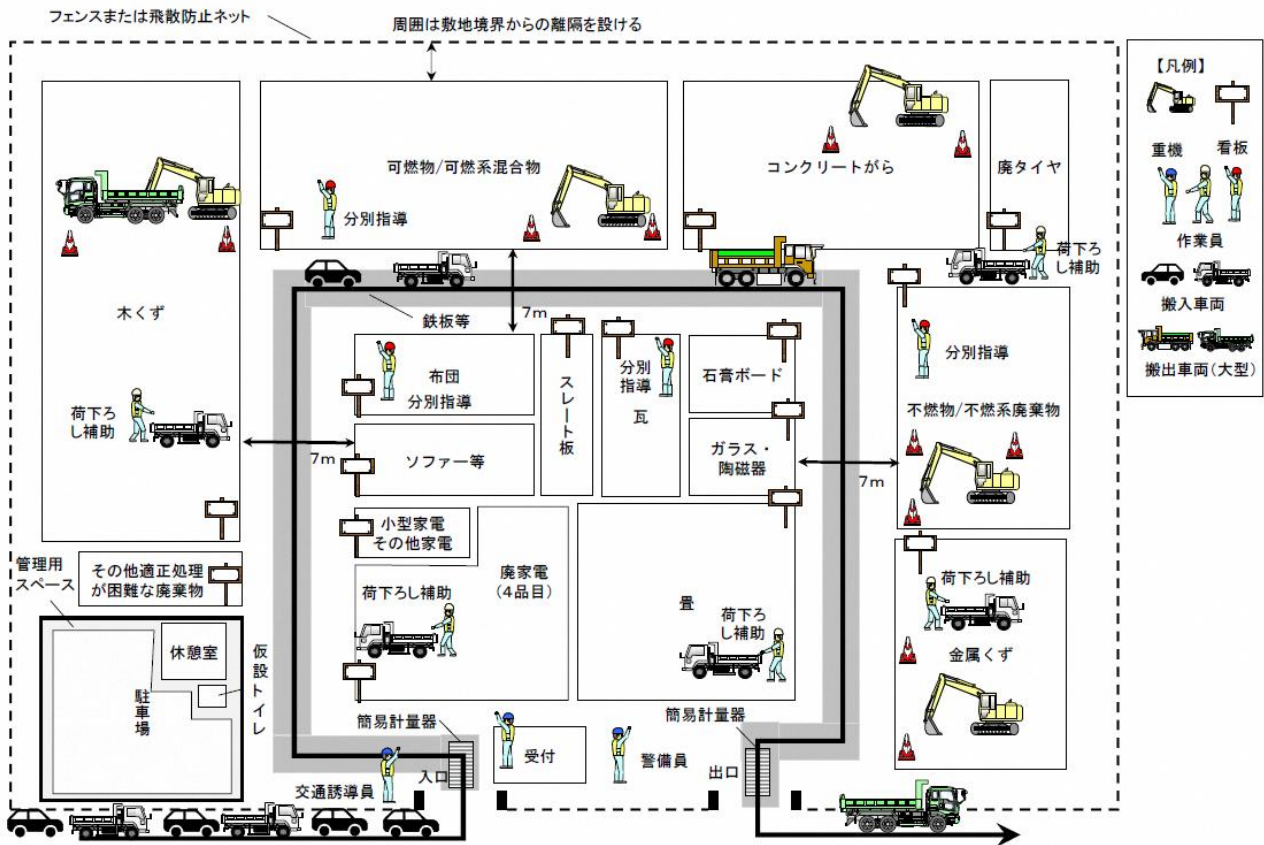 フェンスまたは飛散防止ネット
周囲は敷地境界からの離隔を設ける
【凡例】
重機
看板
作業員
搬入車両
搬出車両(大型)
可燃物/可燃系混合物
分別指導
コンクリートがら
廃タイヤ
荷下ろ
し補助
木くず
鉄板等
7m
布団
分別指導
スレート板
分別
指導
瓦
石膏ボード
分別指導
不燃物/不燃系廃棄物
荷下ろ
し補助
7m
ソファー等
ガラス・
陶磁器
7m
小型家電
その他家電
廃家電
(4品目)
荷下ろし補助
畳
荷下ろ
し補助
荷下ろし補助
金属くず
管理用
スペース
その他適正処理
が困難な廃棄物
休憩室
仮設トイレ
駐車場
簡易計量器
簡易計量器
受付
警備員
入口
出口
交通誘導員